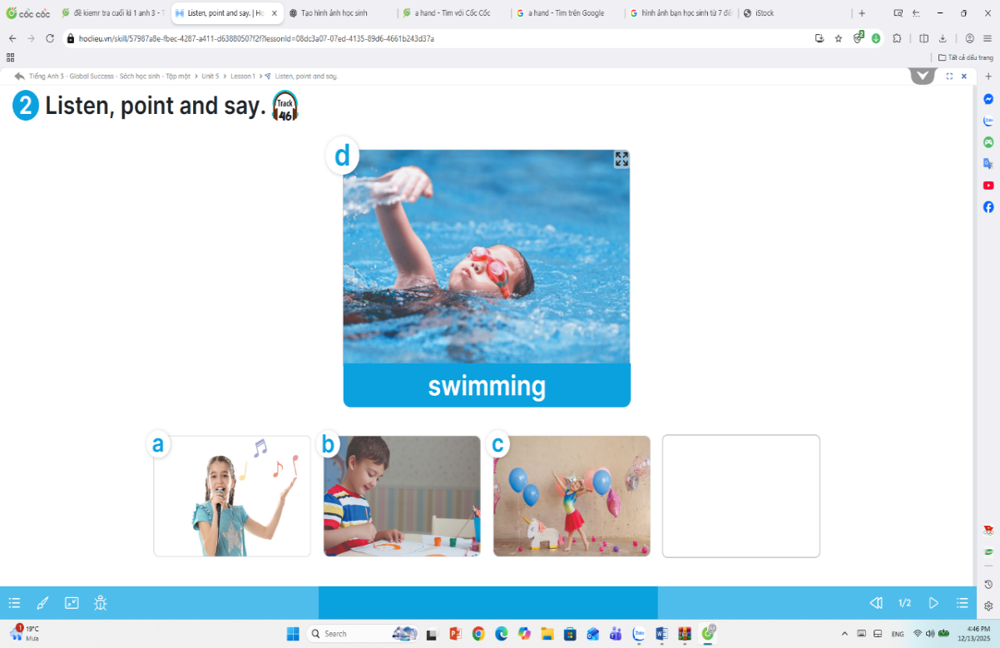 cốc cốc
đề kiemr tra cuối kì 1 anh 3 - T
Listen, point and say. | Ho
Tạo hình ảnh học sinh
a hand - Tìm với Cốc Cốc
a hand - Tìm trên Google
hình ảnh bạn học sinh từ 7 đế
iStock
hoclieu.vn/skill/57987a8e-fbec-4287-a411-d63880507f2f?lessonId=08dc3a07-07ed-4135-89d6-4661b243d37a
2
Tất cả dấu trang
Tiếng Anh 3 - Global Success - Sách học sinh - Tập một > Unit 5 > Lesson 1 > Listen, point and say.
2 Listen, point and say. Track 46
d
swimming
a
b
c
1/2
1
19°C
Mưa
Search
Zalo
ENG
4:46 PM
12/13/2025